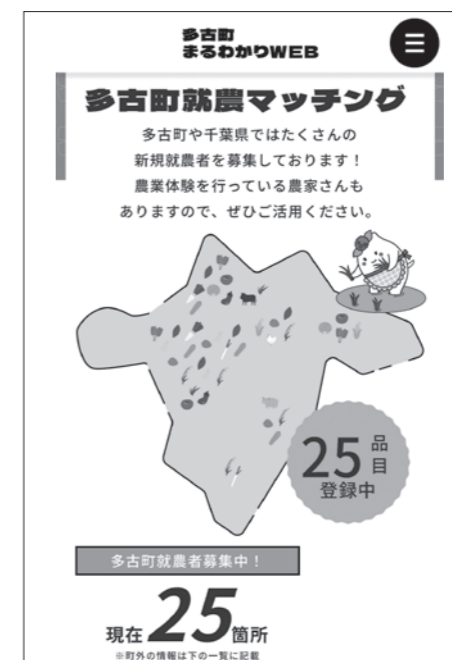 多古町
まるわかりWEB
多古町就農マッチング
多古町や千葉県ではたくさんの
新規就農者を募集しております！
農業体験を行っている農家さんも
ありますので、ぜひご活用ください。
25品目
登録中
多古町就農者募集中！
現在25箇所
※町外の情報は下の一覧に記載